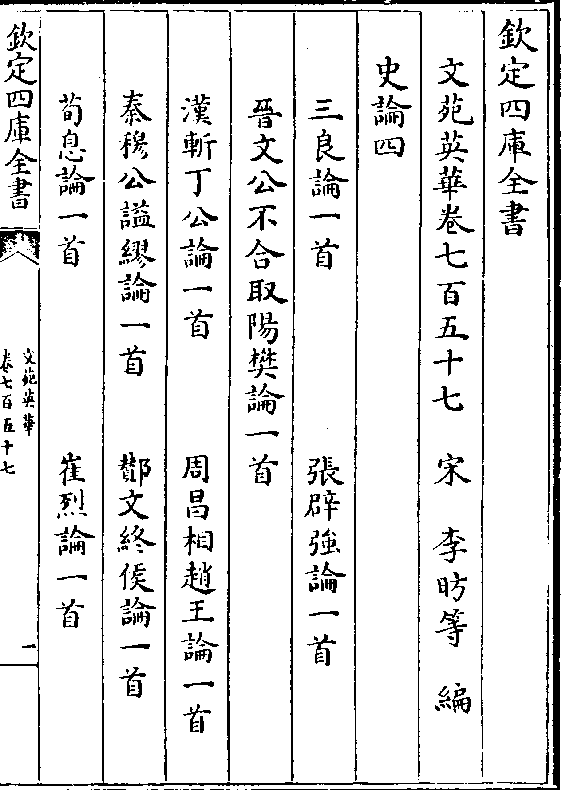 欽定四庫全書
文苑英華卷七百五十七　宋　李昉等　編
史論四
三良論一首　張辟強論一首
晉文公不合取陽樊論一首
漢斬丁公論一首　周昌相趙王論一首
秦穆公謚繆論一首　酇文終侯論一首
荀息論一首　崔烈論一首
欽定四庫全書
文苑英華
卷七百五十七
一